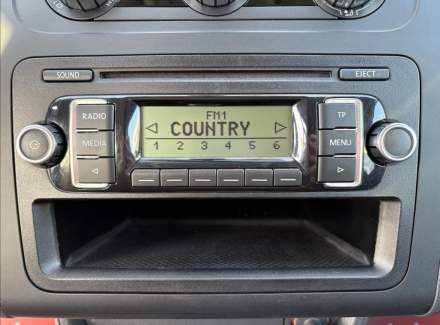 SOUND
EJECT
RADIO
FM1
TP
COUNTRY
MEDIA
1 2 3 4 5 6
MENU